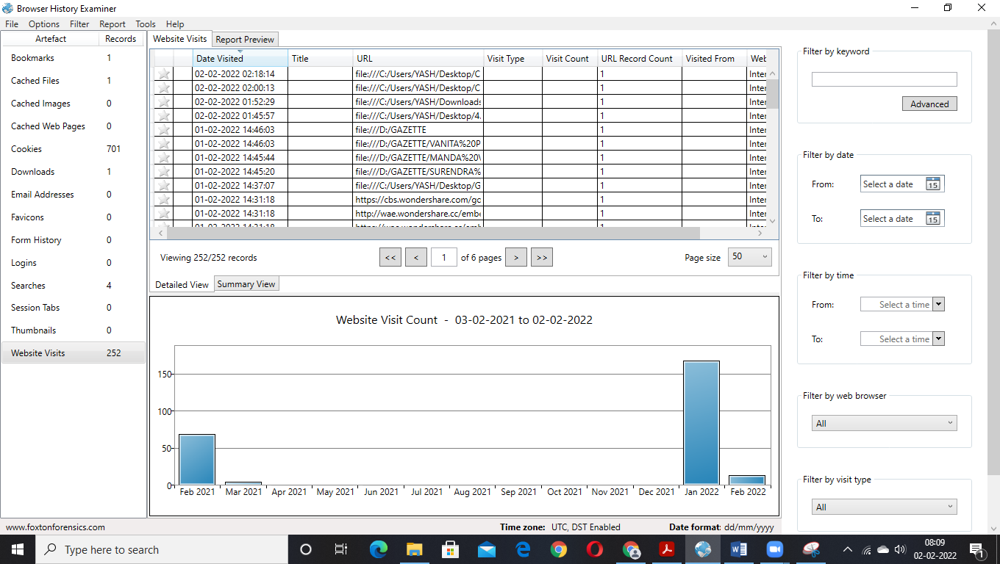 Browser History Examiner
File Options Filter Report Tools Help
Artefact Records
Bookmarks 1
Cached Files 1
Cached Images 0
Cached Web Pages 0
Cookies 701
Downloads 1
Email Addresses 0
Favicons 0
Form History 0
Logins 0
Searches 4
Session Tabs 0
Thumbnails 0
Website Visits 252
Website Visits Report Preview
Date Visited Title URL Visit Type Visit Count URL Record Count Visited From Web
02-02-2022 02:18:14 file:///C:/Users/YASH/Desktop/C 1 Inter
02-02-2022 02:00:13 file:///C:/Users/YASH/Desktop/C 1 Inter
02-02-2022 01:52:29 file:///C:/Users/YASH/Downloads 1 Inter
02-02-2022 01:45:57 file:///C:/Users/YASH/Desktop/4. 1 Inter
01-02-2022 14:46:03 file:///D:/GAZETTE 1 Inter
01-02-2022 14:46:03 file:///D:/GAZETTE/VANITA%20P 1 Inter
01-02-2022 14:45:44 file:///D:/GAZETTE/MANDA%20\ 1 Inter
01-02-2022 14:45:20 file:///D:/GAZETTE/SURENDRA% 1 Inter
01-02-2022 14:37:07 file:///C:/Users/YASH/Desktop/G 1 Inter
01-02-2022 14:31:18 https://cbs.wondershare.com/gc 1 Inter
01-02-2022 14:31:18 http://wae.wondershare.cc/embe 1 Inter
Viewing 252/252 records << < 1 of 6 pages > >> Page size 50
Detailed View Summary View
Website Visit Count - 03-02-2021 to 02-02-2022
150
100
50
0
Feb 2021 Mar 2021 Apr 2021 May 2021 Jun 2021 Jul 2021 Aug 2021 Sep 2021 Oct 2021 Nov 2021 Dec 2021 Jan 2022 Feb 2022
Filter by keyword
Advanced
Filter by date
From: Select a date 15
To: Select a date 15
Filter by time
From: Select a time
To: Select a time
Filter by web browser
All
Filter by visit type
All
www.foxtonforensics.com Time zone: UTC, DST Enabled Date format: dd/mm/yyyy
Type here to search
08:09
02-02-2022
1